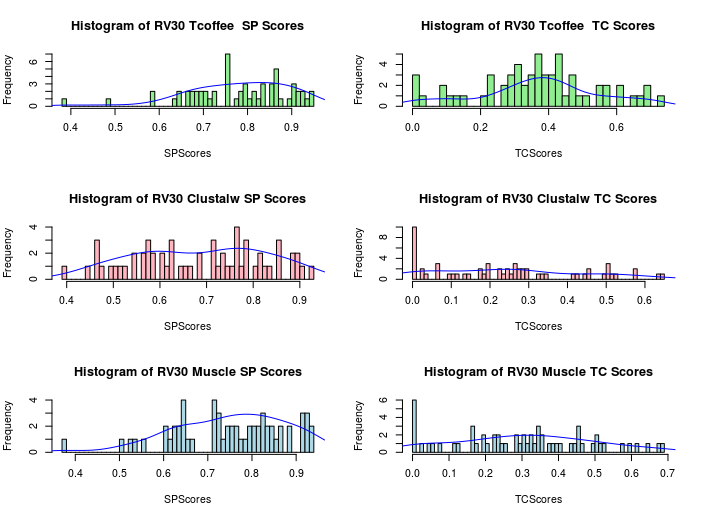 Histogram of RV30 Tcoffee  SP Scores
Frequency
0 3 6
0.4 0.5 0.6 0.7 0.8 0.9
SPScores
Histogram of RV30 Tcoffee  TC Scores
Frequency
0 2 4
0.0 0.2 0.4 0.6
TCScores
Histogram of RV30 Clustalw SP Scores
Frequency
0 2 4
0.4 0.5 0.6 0.7 0.8 0.9
SPScores
Histogram of RV30 Clustalw TC Scores
Frequency
0 4 8
0.0 0.1 0.2 0.3 0.4 0.5 0.6
TCScores
Histogram of RV30 Muscle SP Scores
Frequency
0 2 4
0.4 0.5 0.6 0.7 0.8 0.9
SPScores
Histogram of RV30 Muscle TC Scores
Frequency
0 2 4 6
0.0 0.1 0.2 0.3 0.4 0.5 0.6 0.7
TCScores